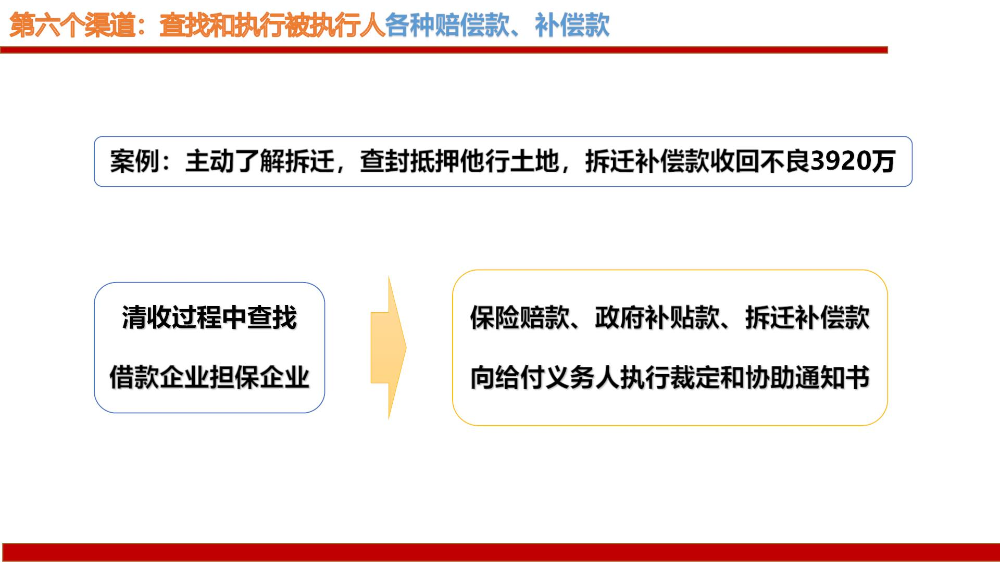 第六个渠道：查找和执行被执行人各种赔偿款、补偿款
案例：主动了解拆迁，查封抵押他行土地，拆迁补偿款收回不良3920万
清收过程中查找
借款企业担保企业
保险赔款、政府补贴款、拆迁补偿款
向给付义务人执行裁定和协助通知书